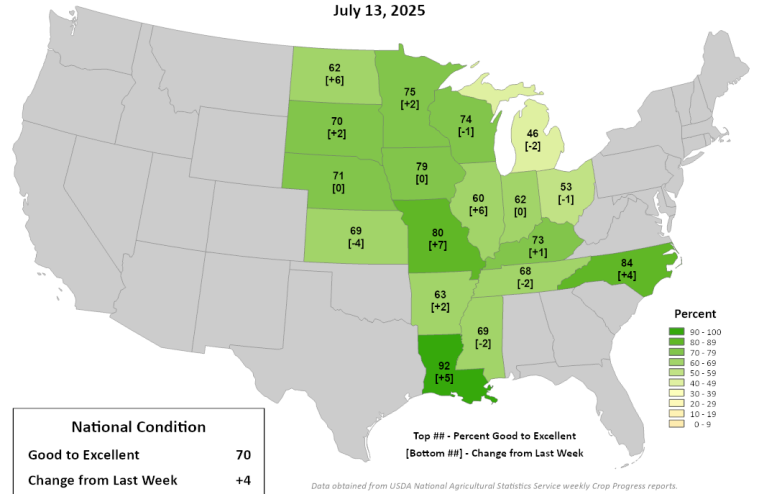 July 13, 2025
62
[+6]
75
[+2]
74
[-1]
46
[-2]
70
[+2]
71
[0]
79
[0]
60
[+6]
62
[0]
53
[-1]
69
[-4]
80
[+7]
73
[+1]
68
[-2]
84
[+4]
63
[+2]
69
[-2]
92
[+5]
Percent
90 - 100
80 - 89
70 - 79
60 - 69
50 - 59
40 - 49
30 - 39
20 - 29
10 - 19
0 - 9
National Condition
Good to Excellent 70
Change from Last Week +4
Top ## - Percent Good to Excellent
[Bottom ##] - Change from Last Week
Data obtained from USDA National Agricultural Statistics Service weekly Crop Progress reports.